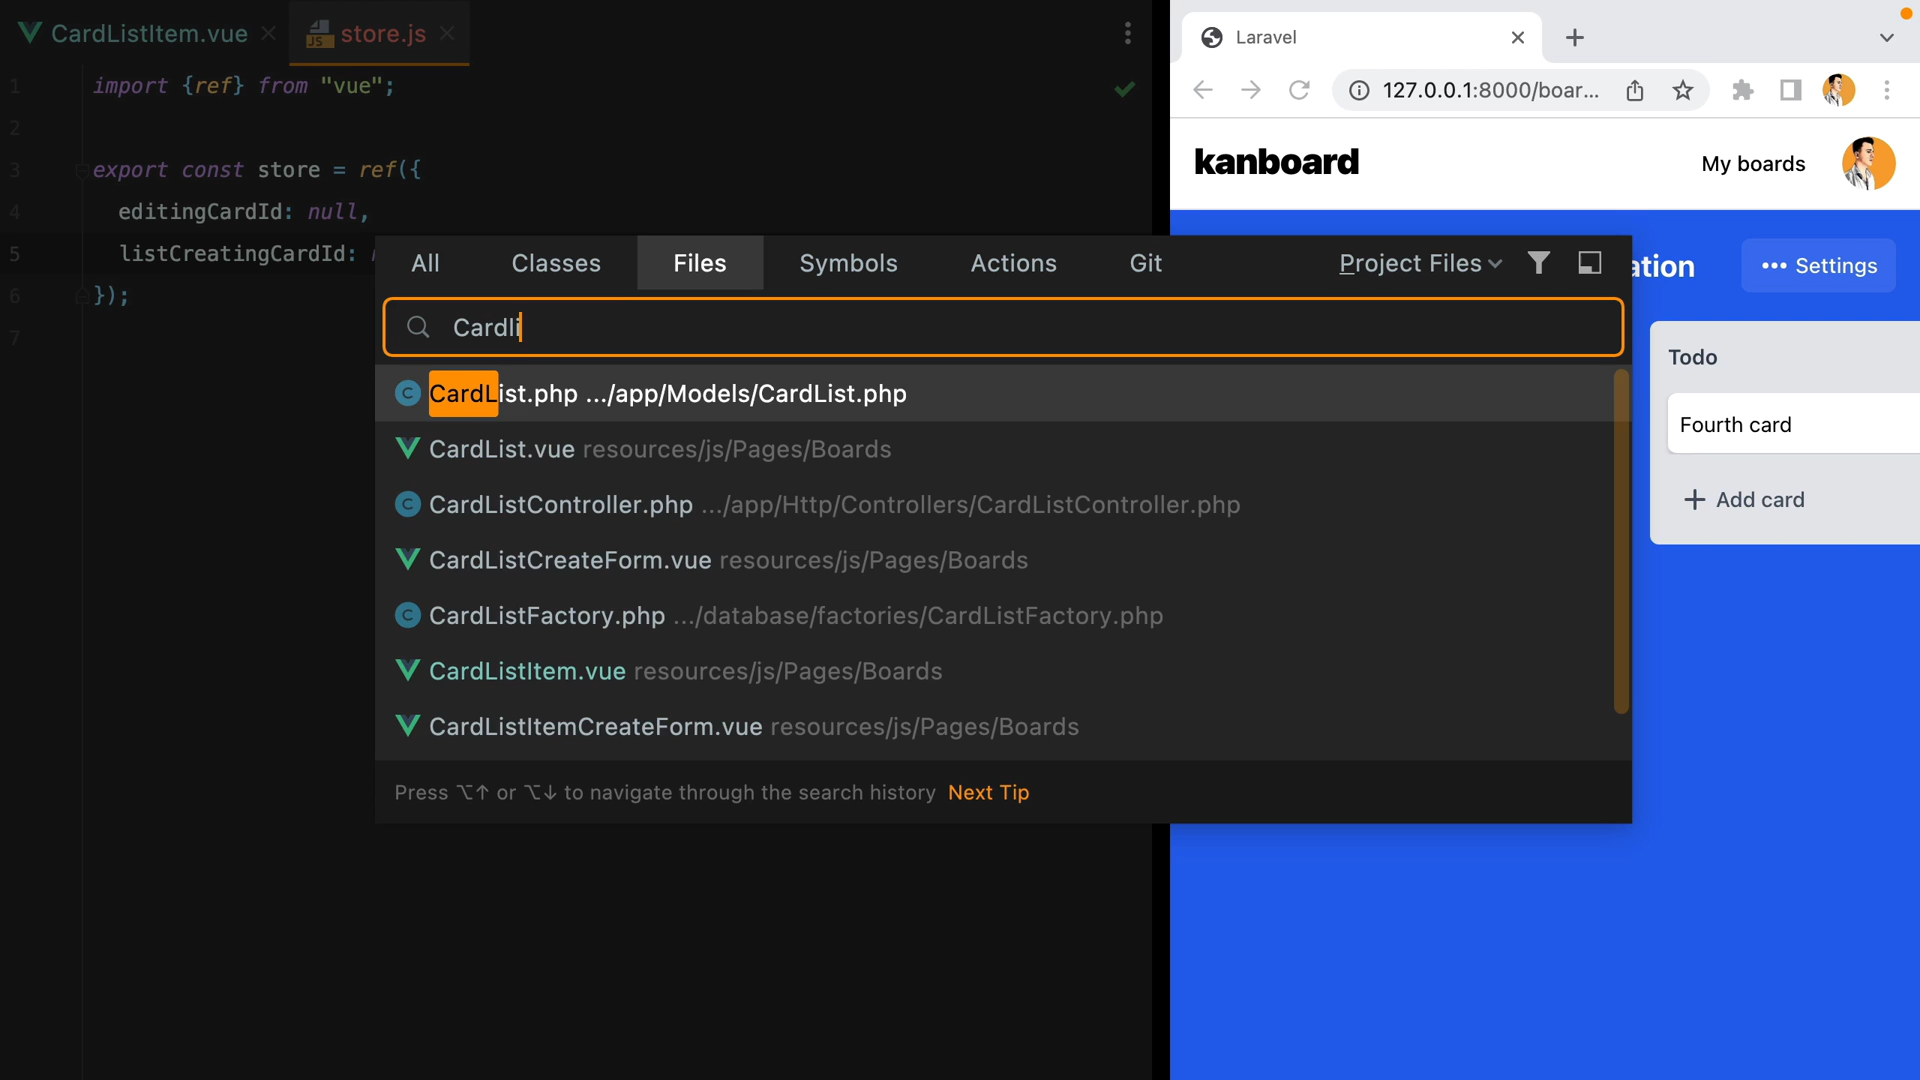 CardListItem.vue
store.js
1 import {ref} from "vue";
2
3 export const store = ref({
4 editingCardId: null,
5 listCreatingCardId:
6 });
7
All Classes Files Symbols Actions Git Project Files
Cardli
CardList.php .../app/Models/CardList.php
CardList.vue resources/js/Pages/Boards
CardListController.php .../app/Http/Controllers/CardListController.php
CardListCreateForm.vue resources/js/Pages/Boards
CardListFactory.php .../database/factories/CardListFactory.php
CardListItem.vue resources/js/Pages/Boards
CardListItemCreateForm.vue resources/js/Pages/Boards
Press ⌥↑ or ⌥↓ to navigate through the search history Next Tip
Laravel
127.0.0.1:8000/boar...
kanboard
My boards
ation
••• Settings
Todo
Fourth card
+ Add card